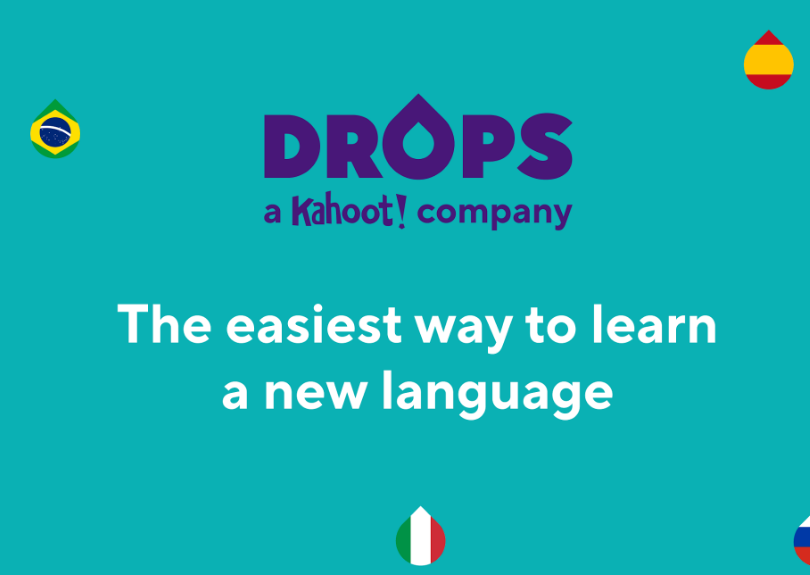 DROPS
a Kahoot! company
The easiest way to learn
a new language